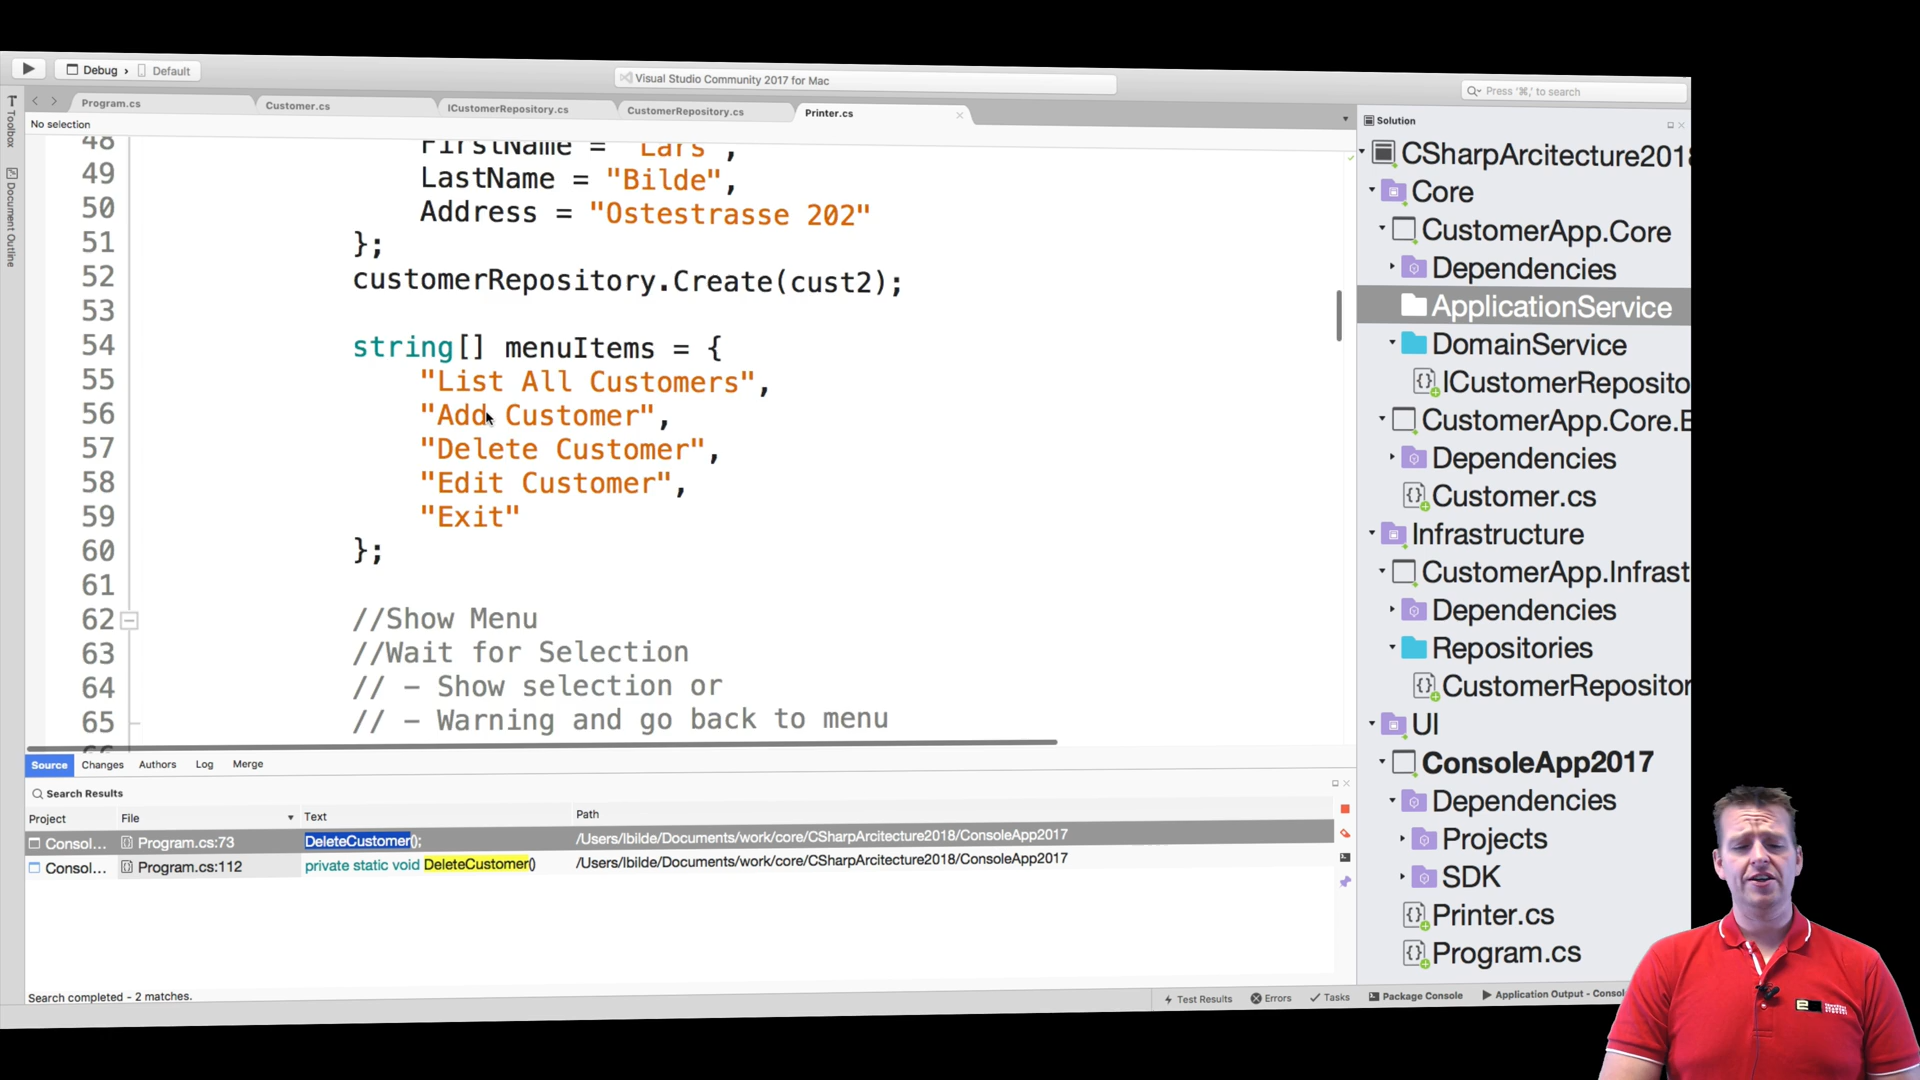 Debug › Default
Visual Studio Community 2017 for Mac
Press '⌘,' to search
Toolbox
Document Outline
Program.cs
Customer.cs
ICustomerRepository.cs
CustomerRepository.cs
Printer.cs
No selection
48 FirstName = "Lars",
49 LastName = "Bilde",
50 Address = "Ostestrasse 202"
51 };
52 customerRepository.Create(cust2);
53
54 string[] menuItems = {
55 "List All Customers",
56 "Add Customer",
57 "Delete Customer",
58 "Edit Customer",
59 "Exit"
60 };
61
62 //Show Menu
63 //Wait for Selection
64 // - Show selection or
65 // - Warning and go back to menu
Source Changes Authors Log Merge
Search Results
Project File Text Path
Consol... Program.cs:73 DeleteCustomer(); /Users/lbilde/Documents/work/core/CSharpArcitecture2018/ConsoleApp2017
Consol... Program.cs:112 private static void DeleteCustomer() /Users/lbilde/Documents/work/core/CSharpArcitecture2018/ConsoleApp2017
Search completed - 2 matches.
Test Results Errors Tasks Package Console Application Output - Consol
Solution
CSharpArcitecture201
Core
CustomerApp.Core
Dependencies
ApplicationService
DomainService
ICustomerReposito
CustomerApp.Core.E
Dependencies
Customer.cs
Infrastructure
CustomerApp.Infrast
Dependencies
Repositories
CustomerRepositor
UI
ConsoleApp2017
Dependencies
Projects
SDK
Printer.cs
Program.cs